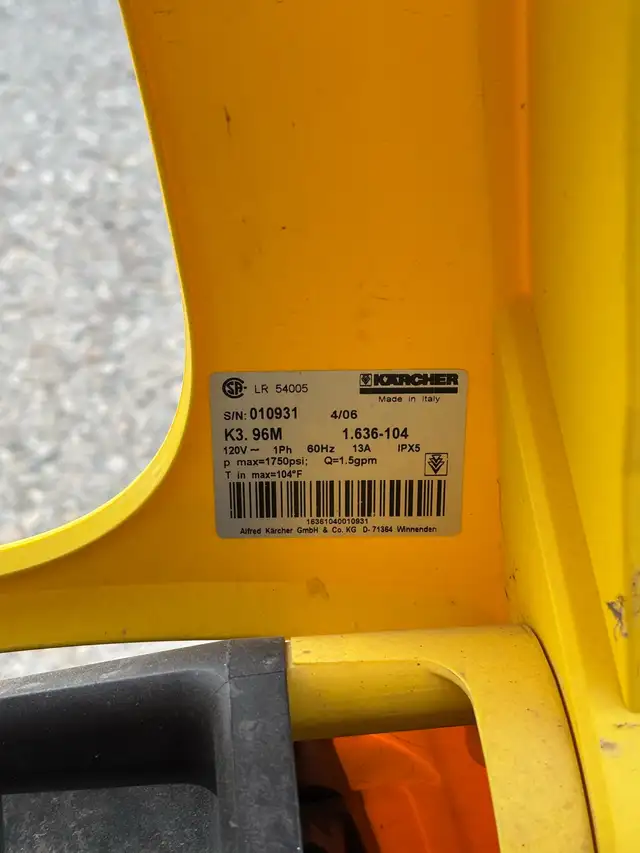 CSA LR 54005 KÄRCHER
Made in Italy
S/N: 010931 4/06
K3. 96M 1.636-104
120V ~ 1Ph 60Hz 13A IPX5
p max=1750psi; Q=1.5gpm
T in max=104°F
16361040010931
Alfred Kärcher GmbH & Co. KG D-71364 Winnenden